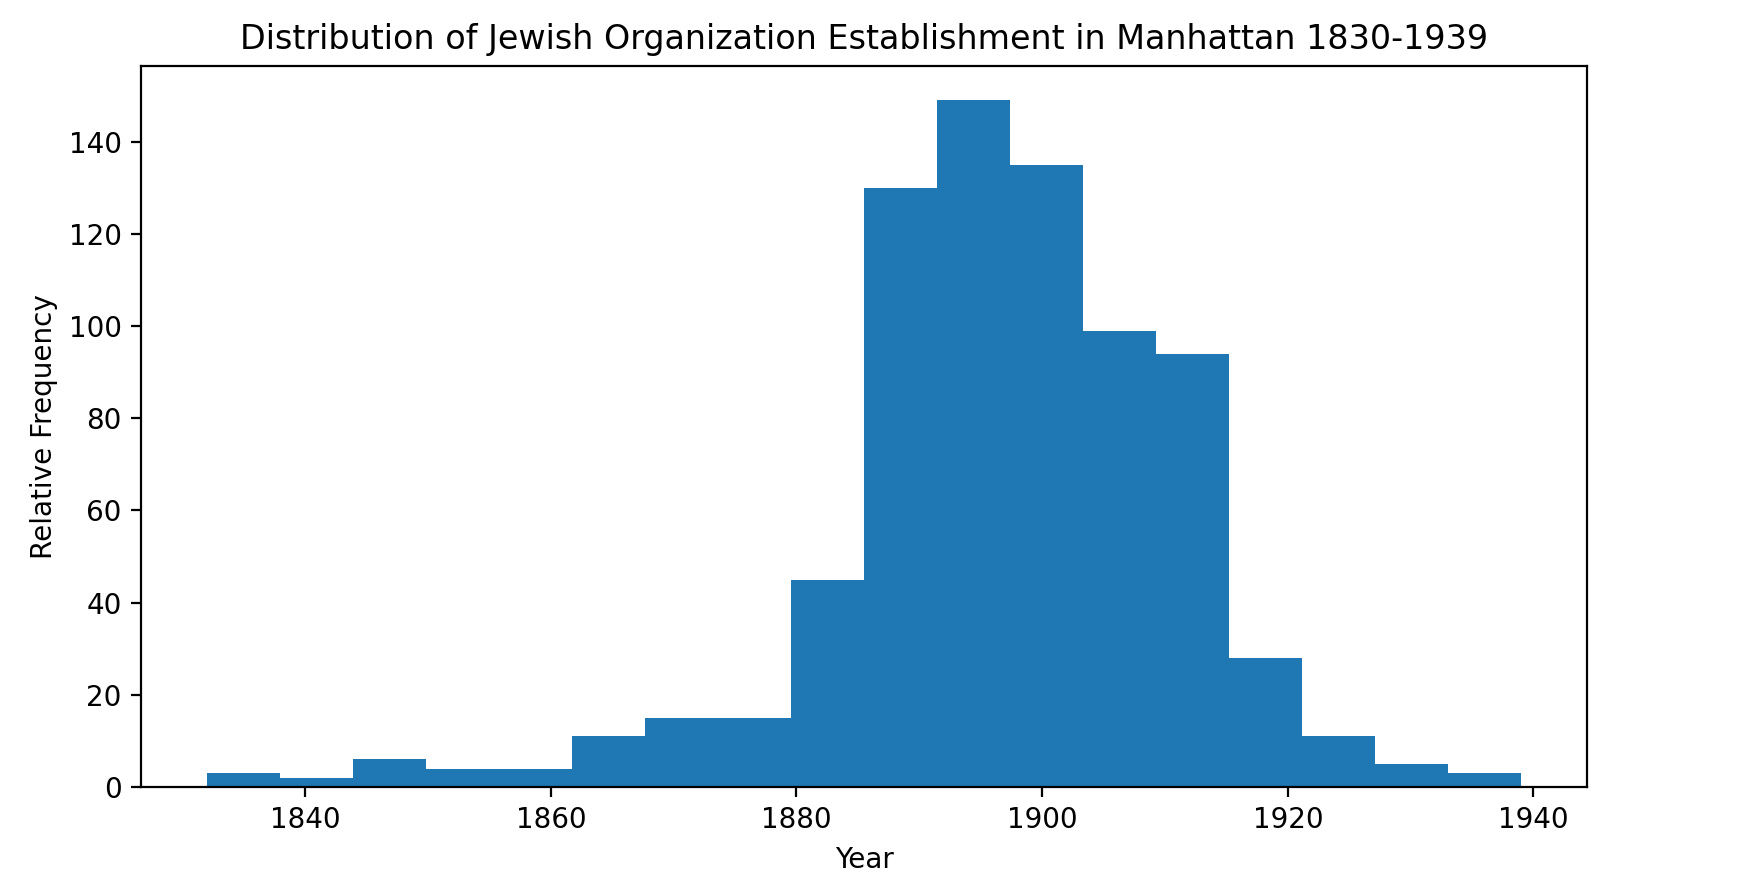 Distribution of Jewish Organization Establishment in Manhattan 1830-1939
140
120
100
80
60
40
20
0
Relative Frequency
1840 1860 1880 1900 1920 1940
Year